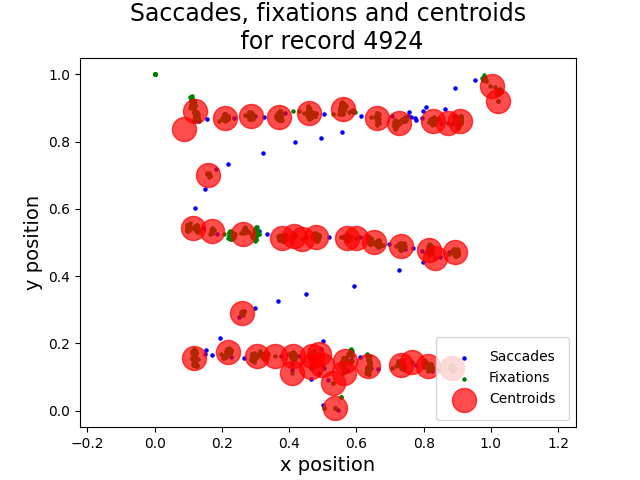 Saccades, fixations and centroids
for record 4924
1.0
0.8
0.6
0.4
0.2
0.0
y position
−0.2
0.0
0.2
0.4
0.6
0.8
1.0
1.2
x position
Saccades
Fixations
Centroids